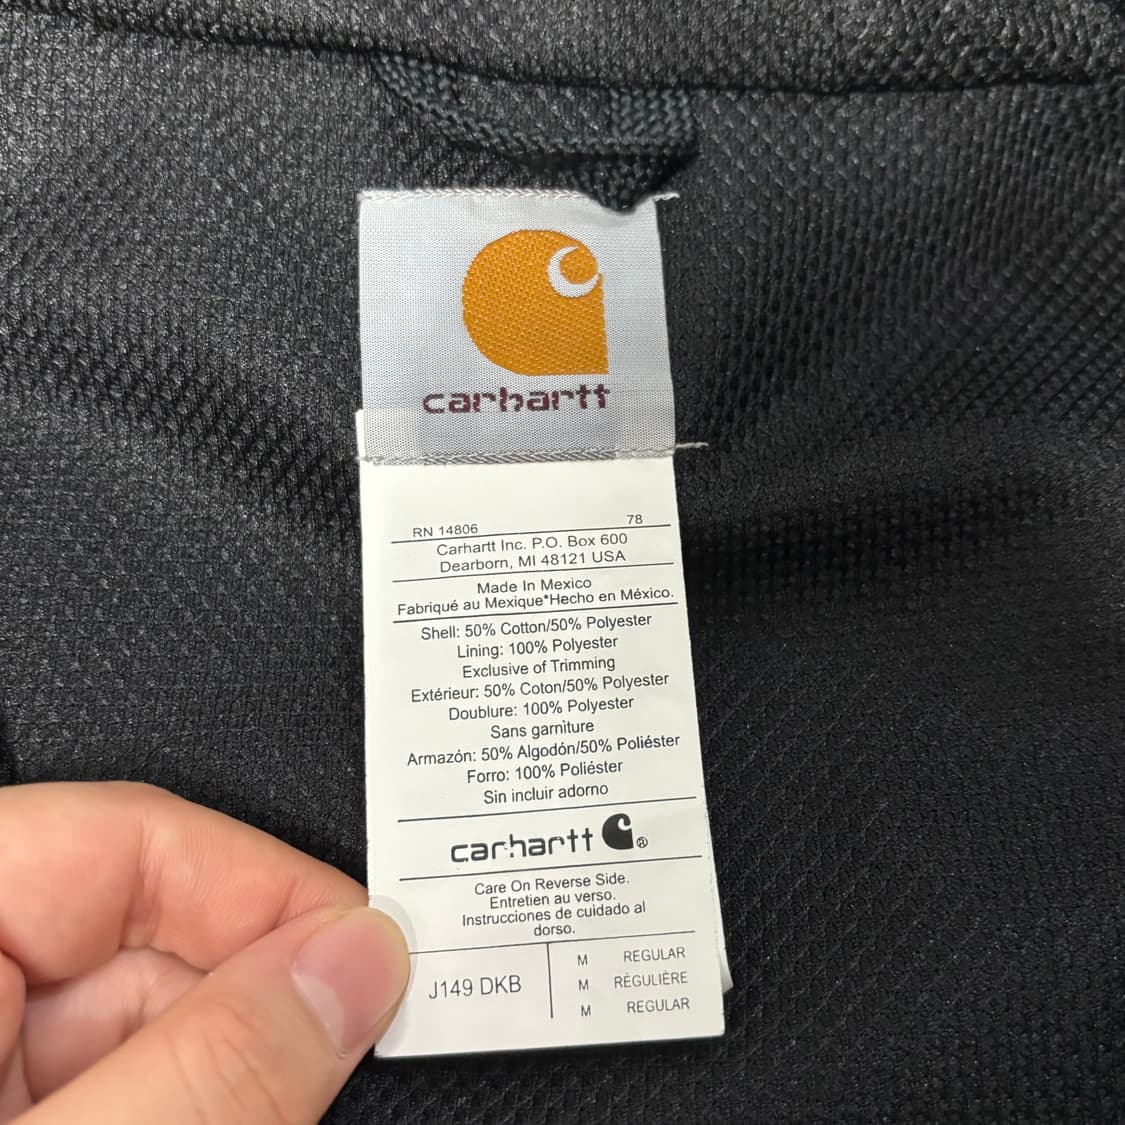 carhartt
RN 14806 78
Carhartt Inc. P.O. Box 600
Dearborn, MI 48121 USA
Made In Mexico
Fabriqué au Mexique*Hecho en México.
Shell: 50% Cotton/50% Polyester
Lining: 100% Polyester
Exclusive of Trimming
Extérieur: 50% Coton/50% Polyester
Doublure: 100% Polyester
Sans garniture
Armazón: 50% Algodón/50% Poliéster
Forro: 100% Poliéster
Sin incluir adorno
carhartt ®
Care On Reverse Side.
Entretien au verso.
Instrucciones de cuidado al
dorso.
J149 DKB
M REGULAR
M RÉGULIÈRE
M REGULAR